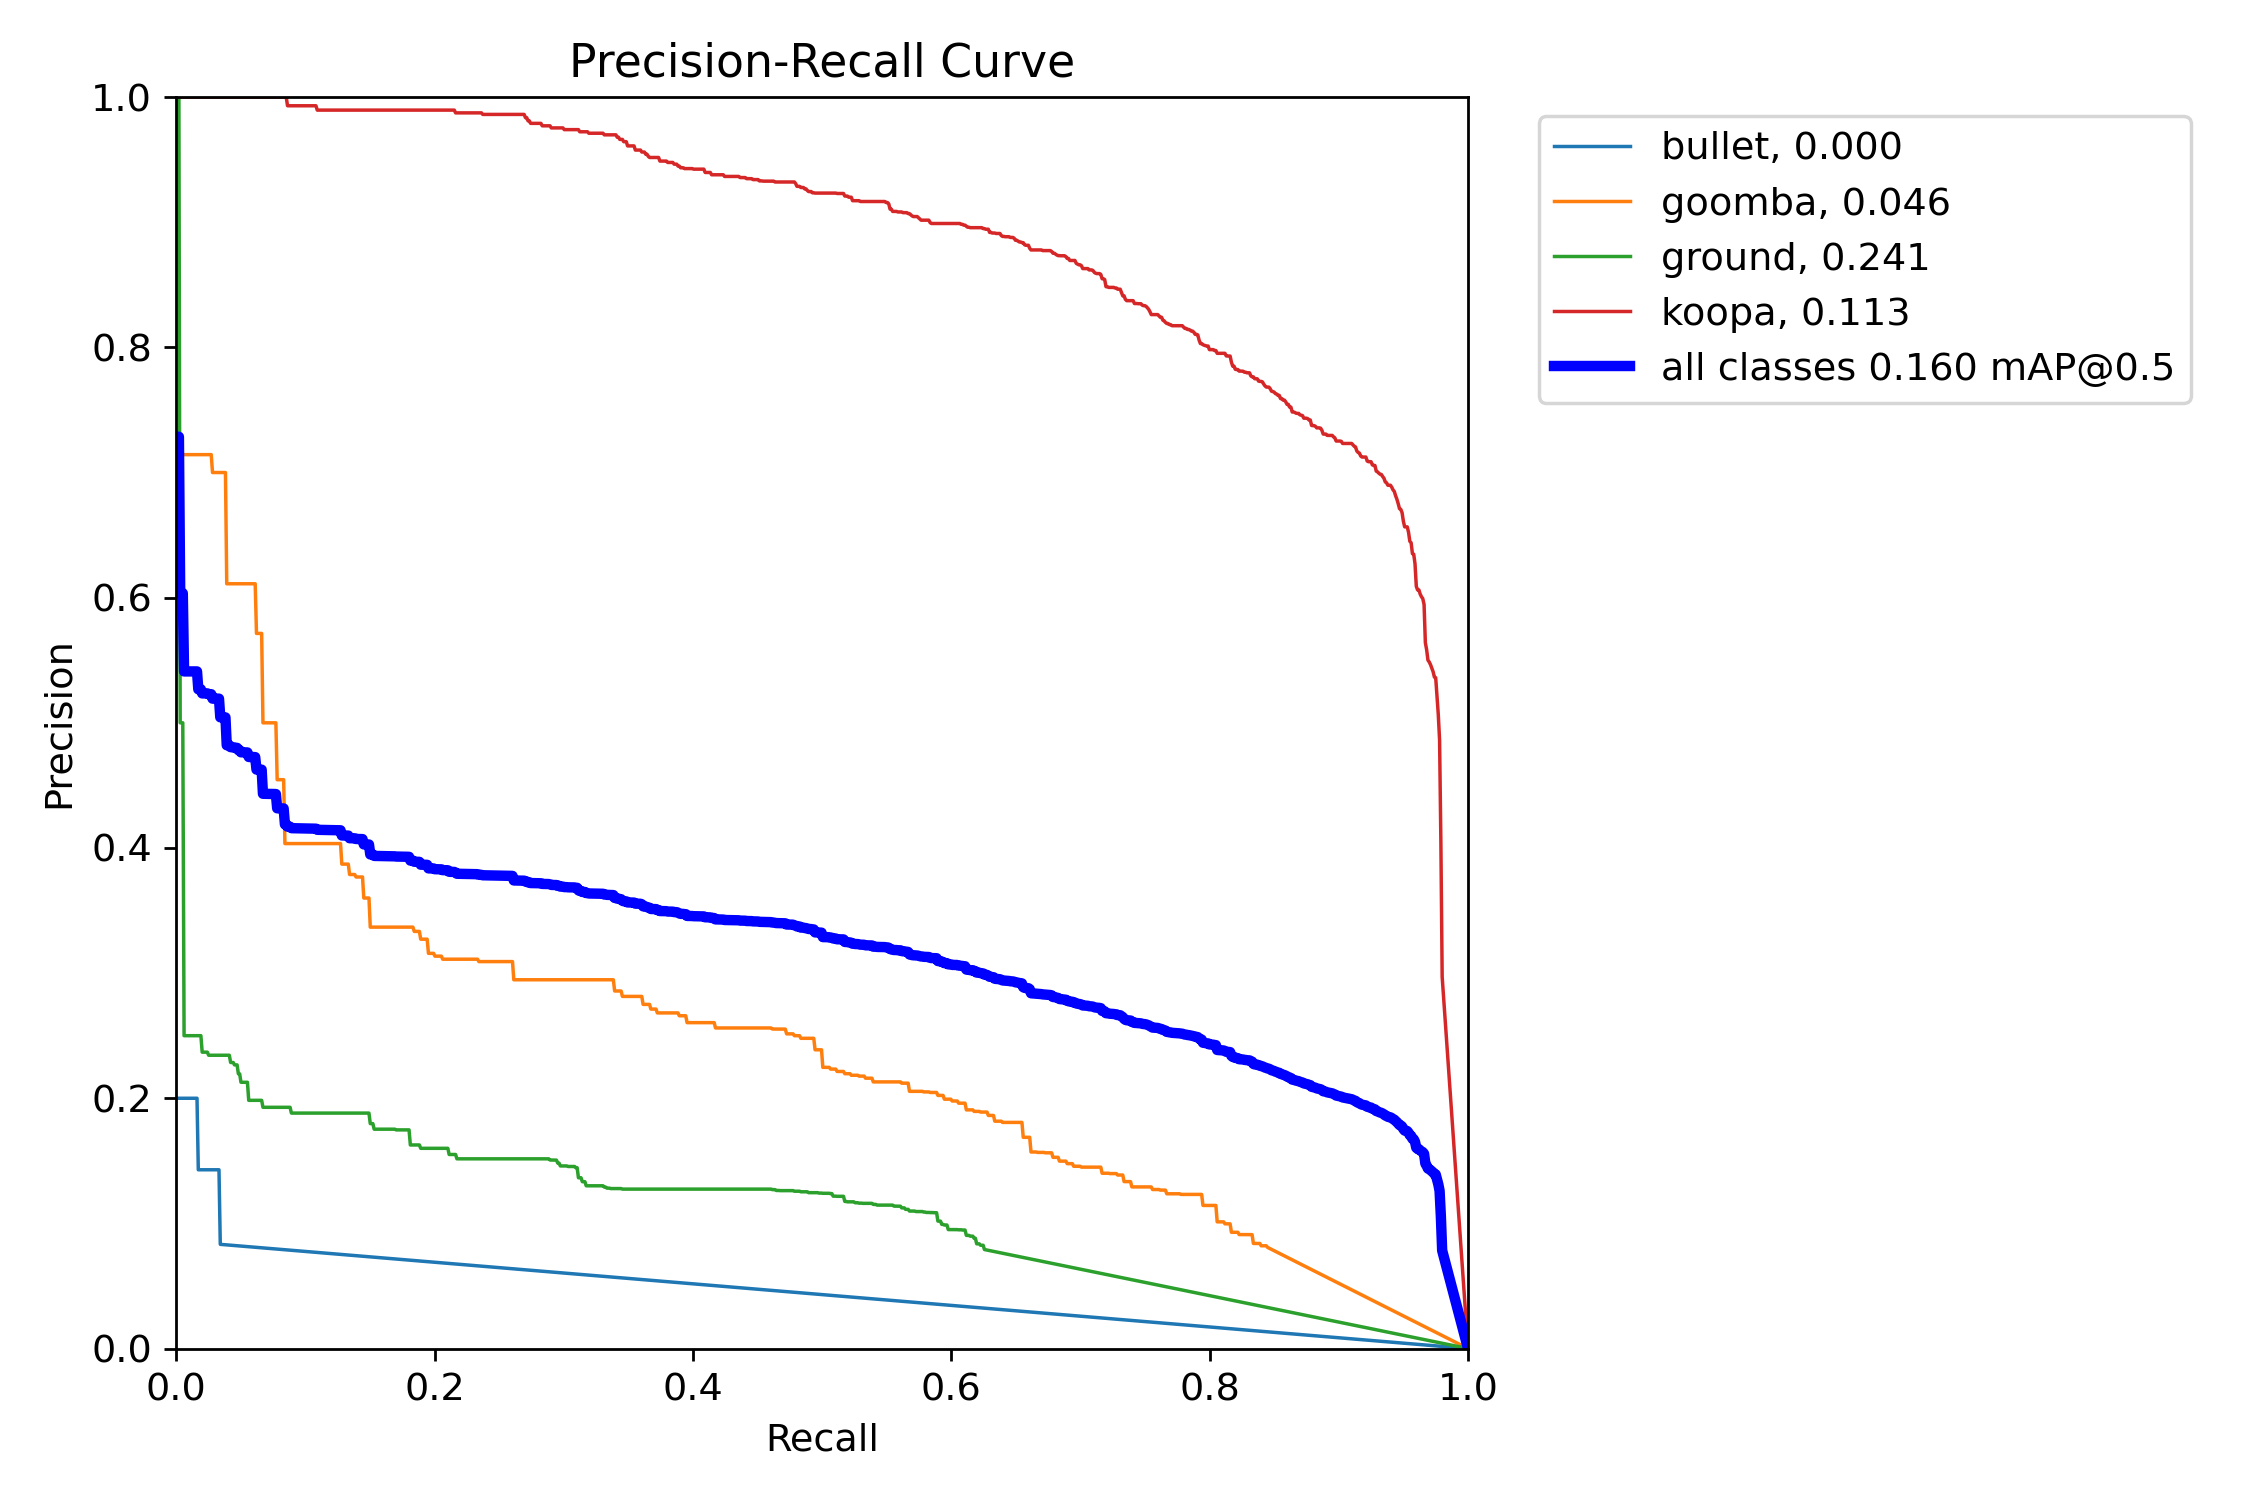 Precision-Recall Curve
1.0
0.8
0.6
0.4
0.2
0.0
Precision
0.0 0.2 0.4 0.6 0.8 1.0
Recall
bullet, 0.000
goomba, 0.046
ground, 0.241
koopa, 0.113
all classes 0.160 mAP@0.5